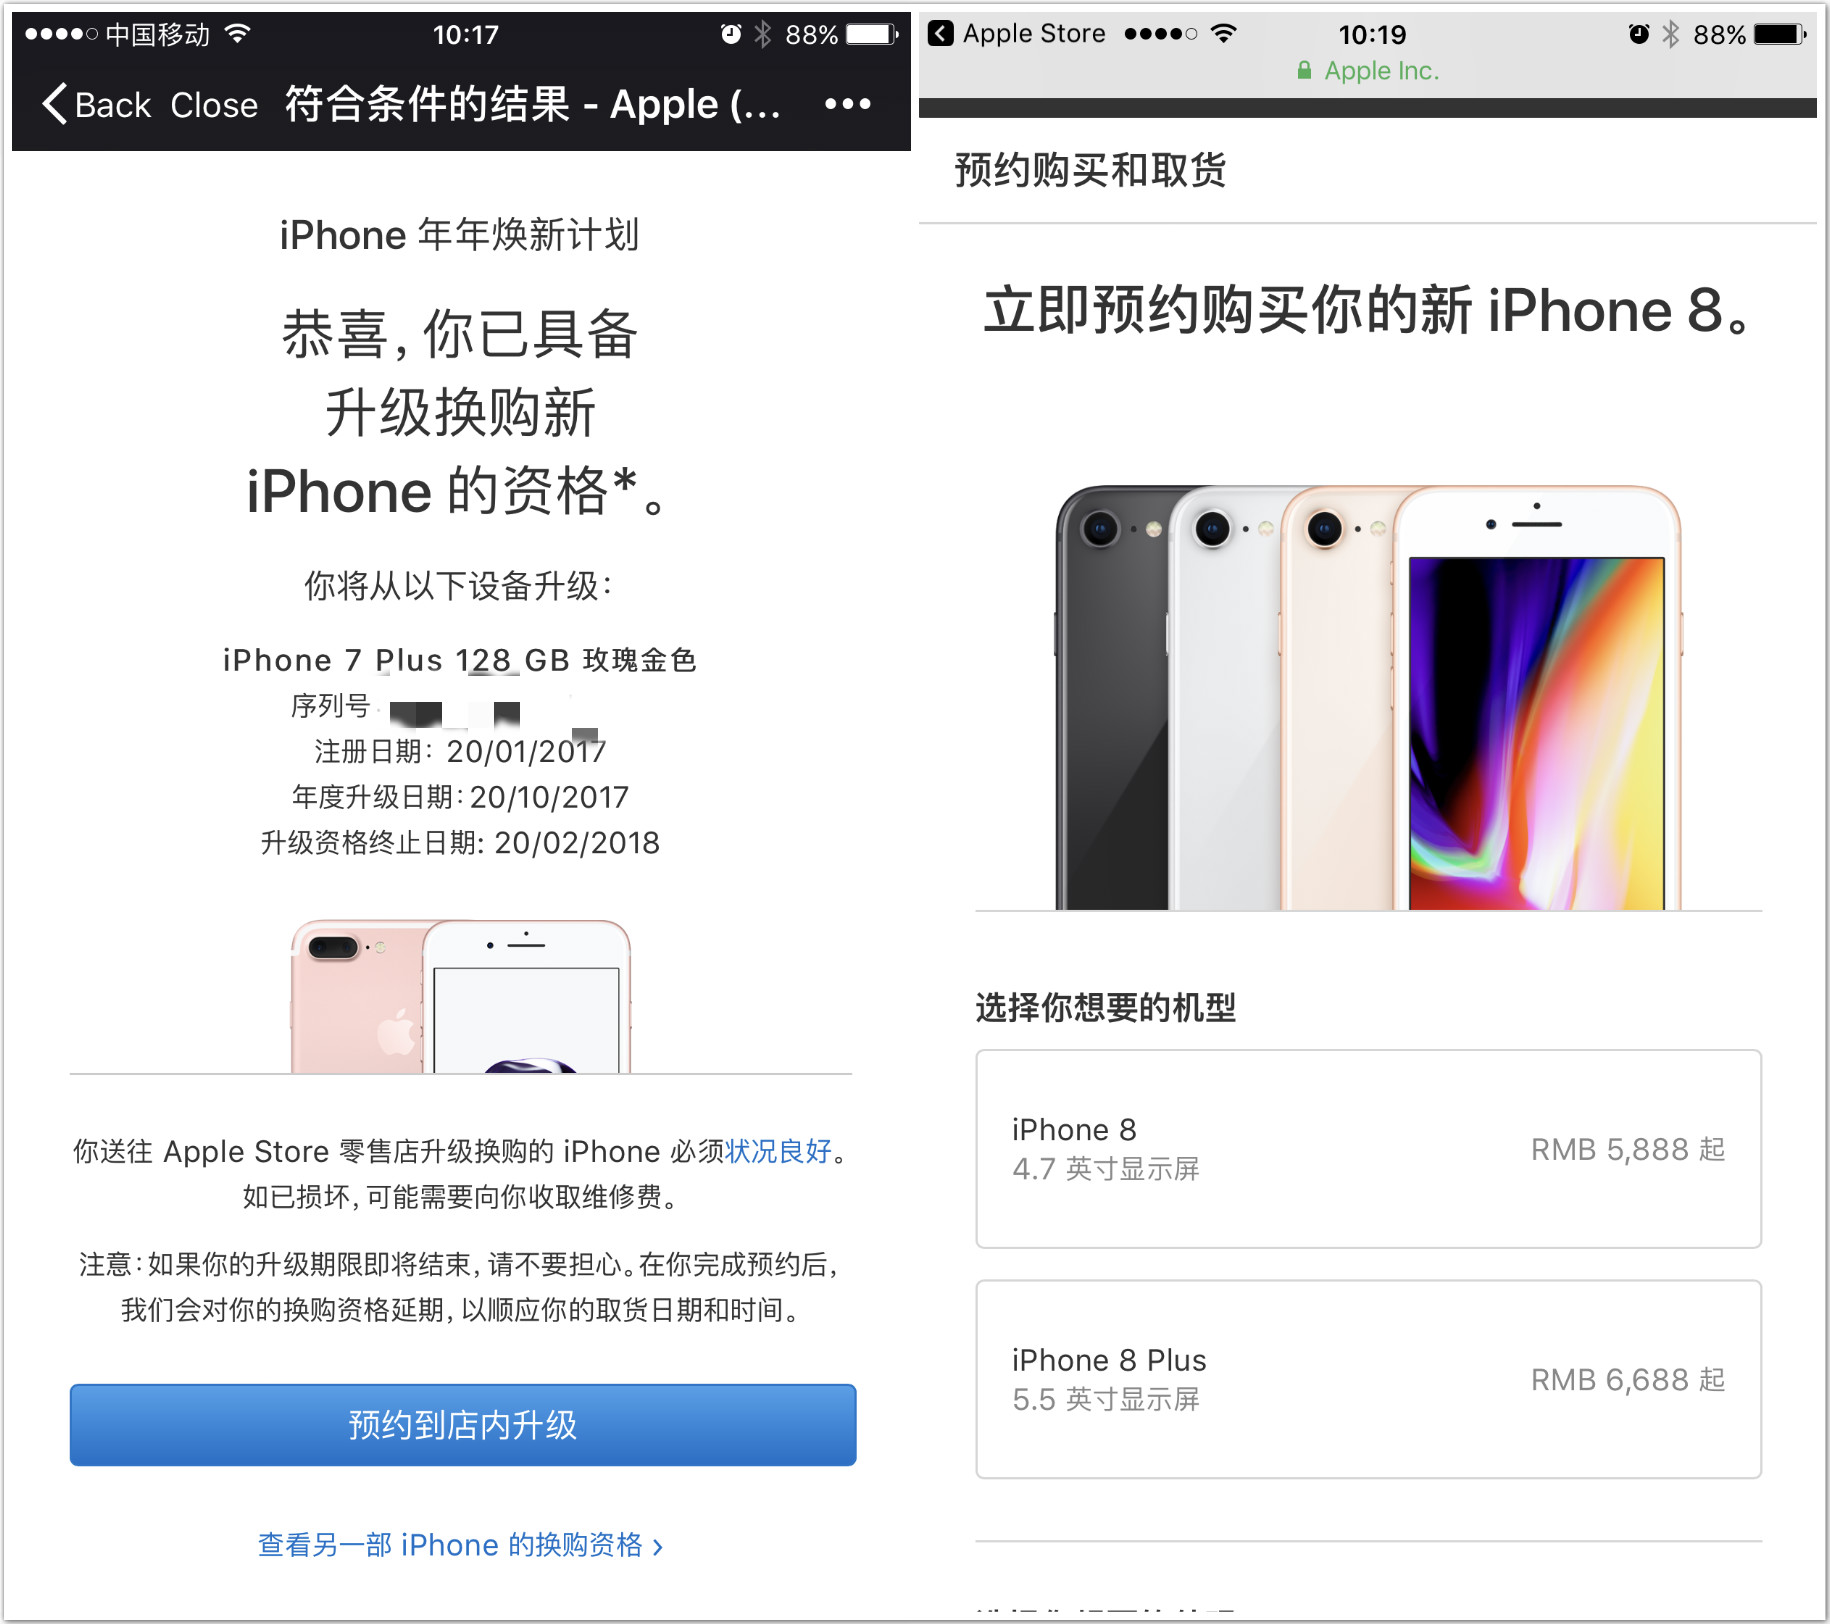 中国移动 10:17 88%
Back Close 符合条件的结果 - Apple (...
iPhone 年年焕新计划
恭喜，你已具备
升级换购新
iPhone 的资格*。
你将从以下设备升级：
iPhone 7 Plus 128 GB 玫瑰金色
序列号
注册日期：20/01/2017
年度升级日期：20/10/2017
升级资格终止日期: 20/02/2018
你送往 Apple Store 零售店升级换购的 iPhone 必须状况良好。
如已损坏，可能需要向你收取维修费。
注意：如果你的升级期限即将结束，请不要担心。在你完成预约后，
我们会对你的换购资格延期，以顺应你的取货日期和时间。
预约到店内升级
查看另一部 iPhone 的换购资格 ›
Apple Store 10:19 88%
Apple Inc.
预约购买和取货
立即预约购买你的新 iPhone 8。
选择你想要的机型
iPhone 8
4.7 英寸显示屏
RMB 5,888 起
iPhone 8 Plus
5.5 英寸显示屏
RMB 6,688 起